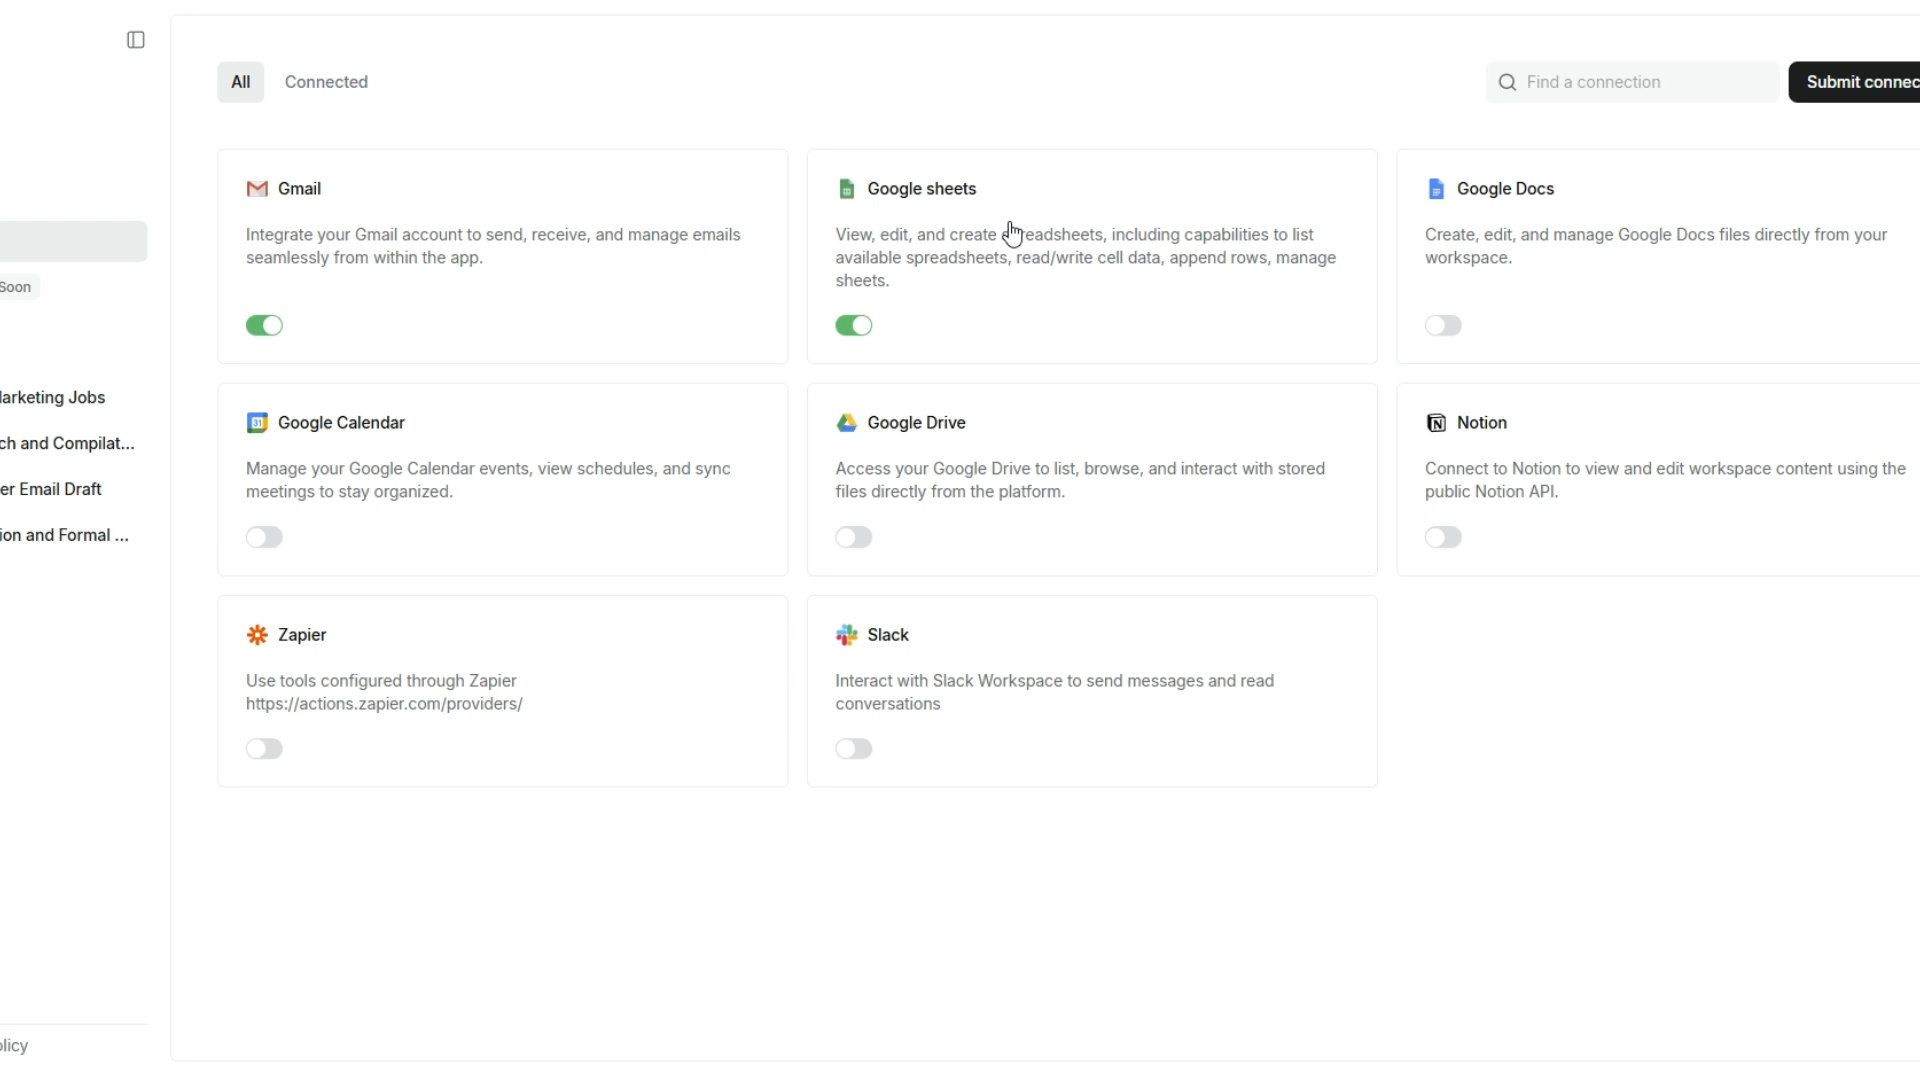 All
Connected
Find a connection
Submit connec
Gmail
Integrate your Gmail account to send, receive, and manage emails
seamlessly from within the app.
Google sheets
View, edit, and create readsheets, including capabilities to list
available spreadsheets, read/write cell data, append rows, manage
sheets.
Google Docs
Create, edit, and manage Google Docs files directly from your
workspace.
Soon
arketing Jobs
ch and Compilat...
er Email Draft
ion and Formal ...
Google Calendar
Manage your Google Calendar events, view schedules, and sync
meetings to stay organized.
Google Drive
Access your Google Drive to list, browse, and interact with stored
files directly from the platform.
Notion
Connect to Notion to view and edit workspace content using the
public Notion API.
Zapier
Use tools configured through Zapier
https://actions.zapier.com/providers/
Slack
Interact with Slack Workspace to send messages and read
conversations
olicy